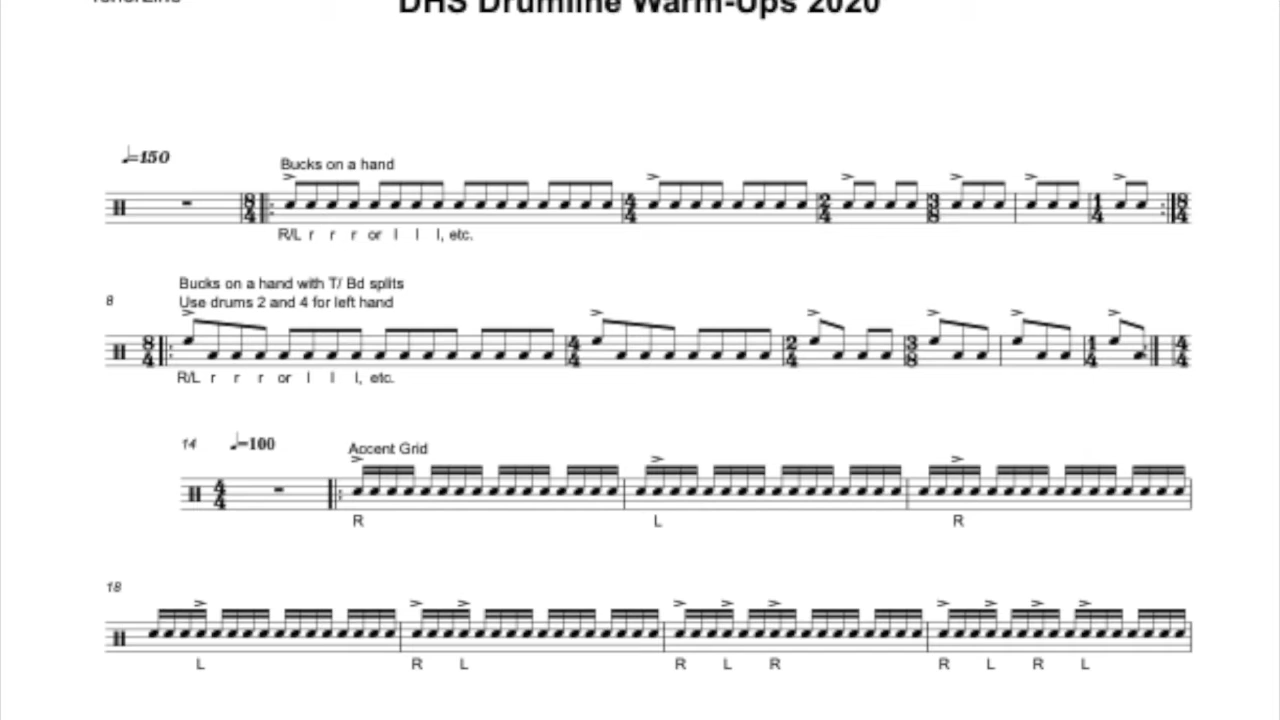 DHS Drumline Warm-Ups 2020
♩=150
Bucks on a hand
8/4 4/4 2/4 3/8 1/4 8/4
R/L r r r or l l l, etc.
Bucks on a hand with T/ Bd splits
8 Use drums 2 and 4 for left hand
8/4 4/4 2/4 3/8 1/4 4/4
R/L r r r or l l l, etc.
14 ♩=100 Accent Grid
4/4
R L R
18
L R L R L R R L R L